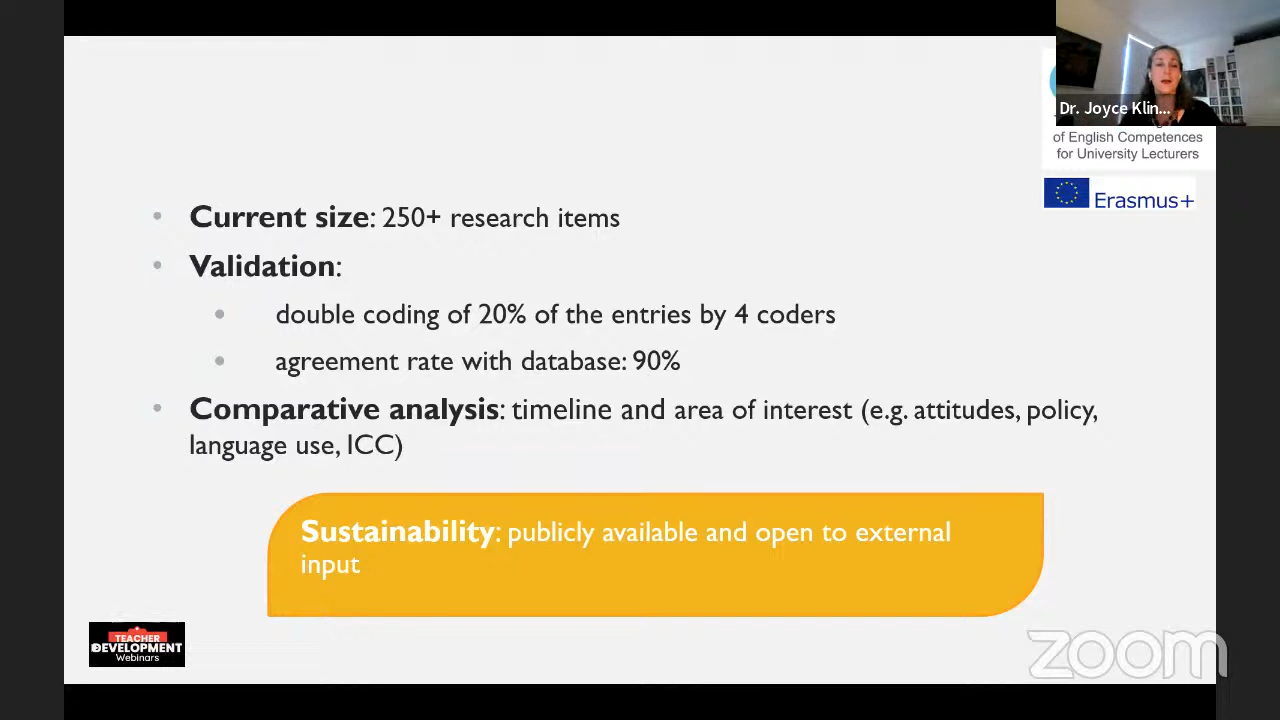 Dr. Joyce Klin...
of English Competences
for University Lecturers
Erasmus+
• Current size: 250+ research items
• Validation:
• double coding of 20% of the entries by 4 coders
• agreement rate with database: 90%
• Comparative analysis: timeline and area of interest (e.g. attitudes, policy,
language use, ICC)
Sustainability: publicly available and open to external
input
TEACHER
DEVELOPMENT
Webinars
zoom